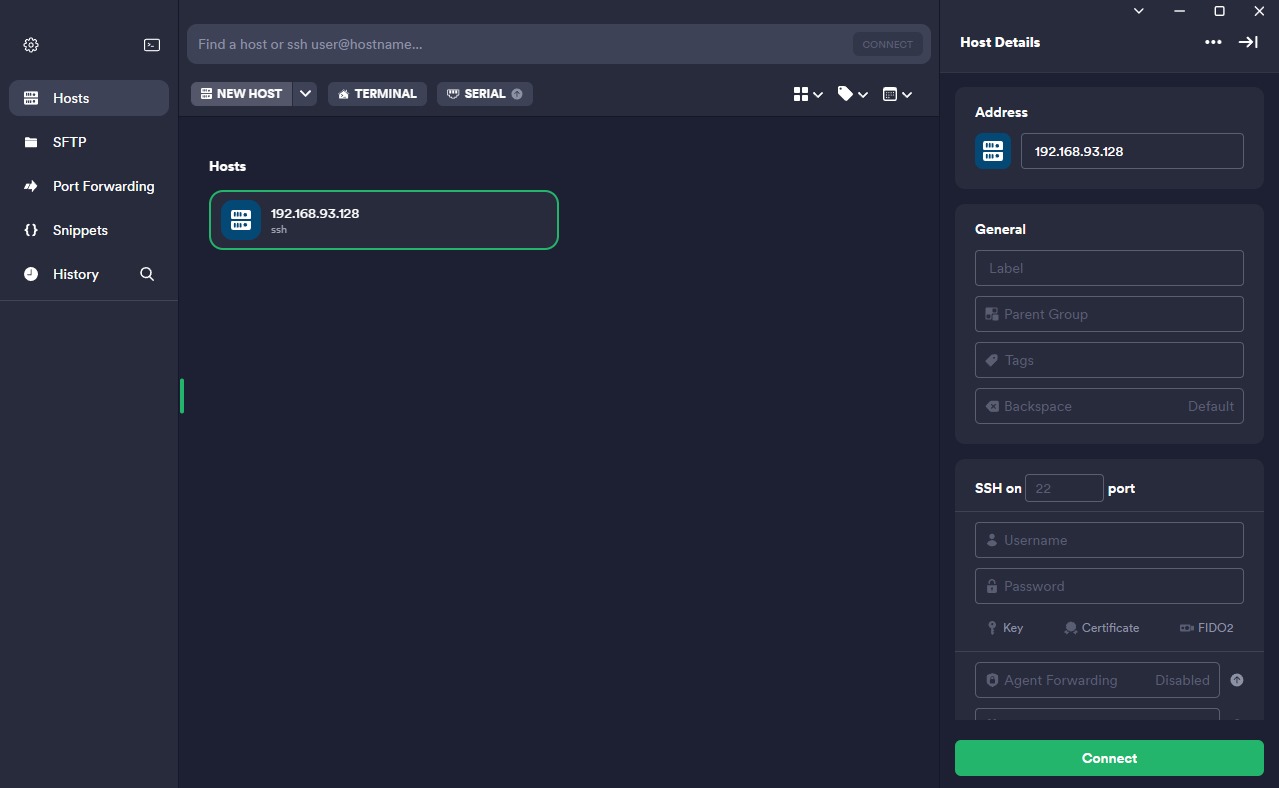 Find a host or ssh user@hostname...
CONNECT
Hosts
SFTP
Port Forwarding
Snippets
History
NEW HOST
TERMINAL
SERIAL
Hosts
192.168.93.128
ssh
Host Details
Address
192.168.93.128
General
Label
Parent Group
Tags
Backspace Default
SSH on 22 port
Username
Password
Key Certificate FIDO2
Agent Forwarding Disabled
Connect